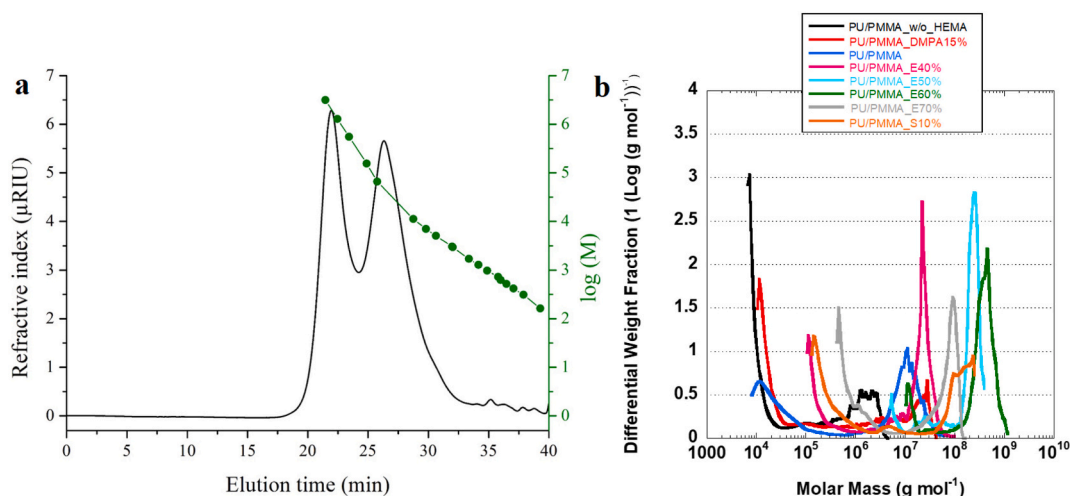 a
Refractive index (µRIU)
7
6
5
4
3
2
1
0
0 5 10 15 20 25 30 35 40
Elution time (min)
7
6
5
4
3
2
1
0
-1
log (M)
PU/PMMA_w/o_HEMA
PU/PMMA_DMPA15%
PU/PMMA
PU/PMMA_E40%
PU/PMMA_E50%
PU/PMMA_E60%
PU/PMMA_E70%
PU/PMMA_S10%
b
Differential Weight Fraction (1 (Log (g mol⁻¹))⁻¹)
4
3.5
3
2.5
2
1.5
1
0.5
0
1000 10⁴ 10⁵ 10⁶ 10⁷ 10⁸ 10⁹ 10¹⁰
Molar Mass (g mol⁻¹)